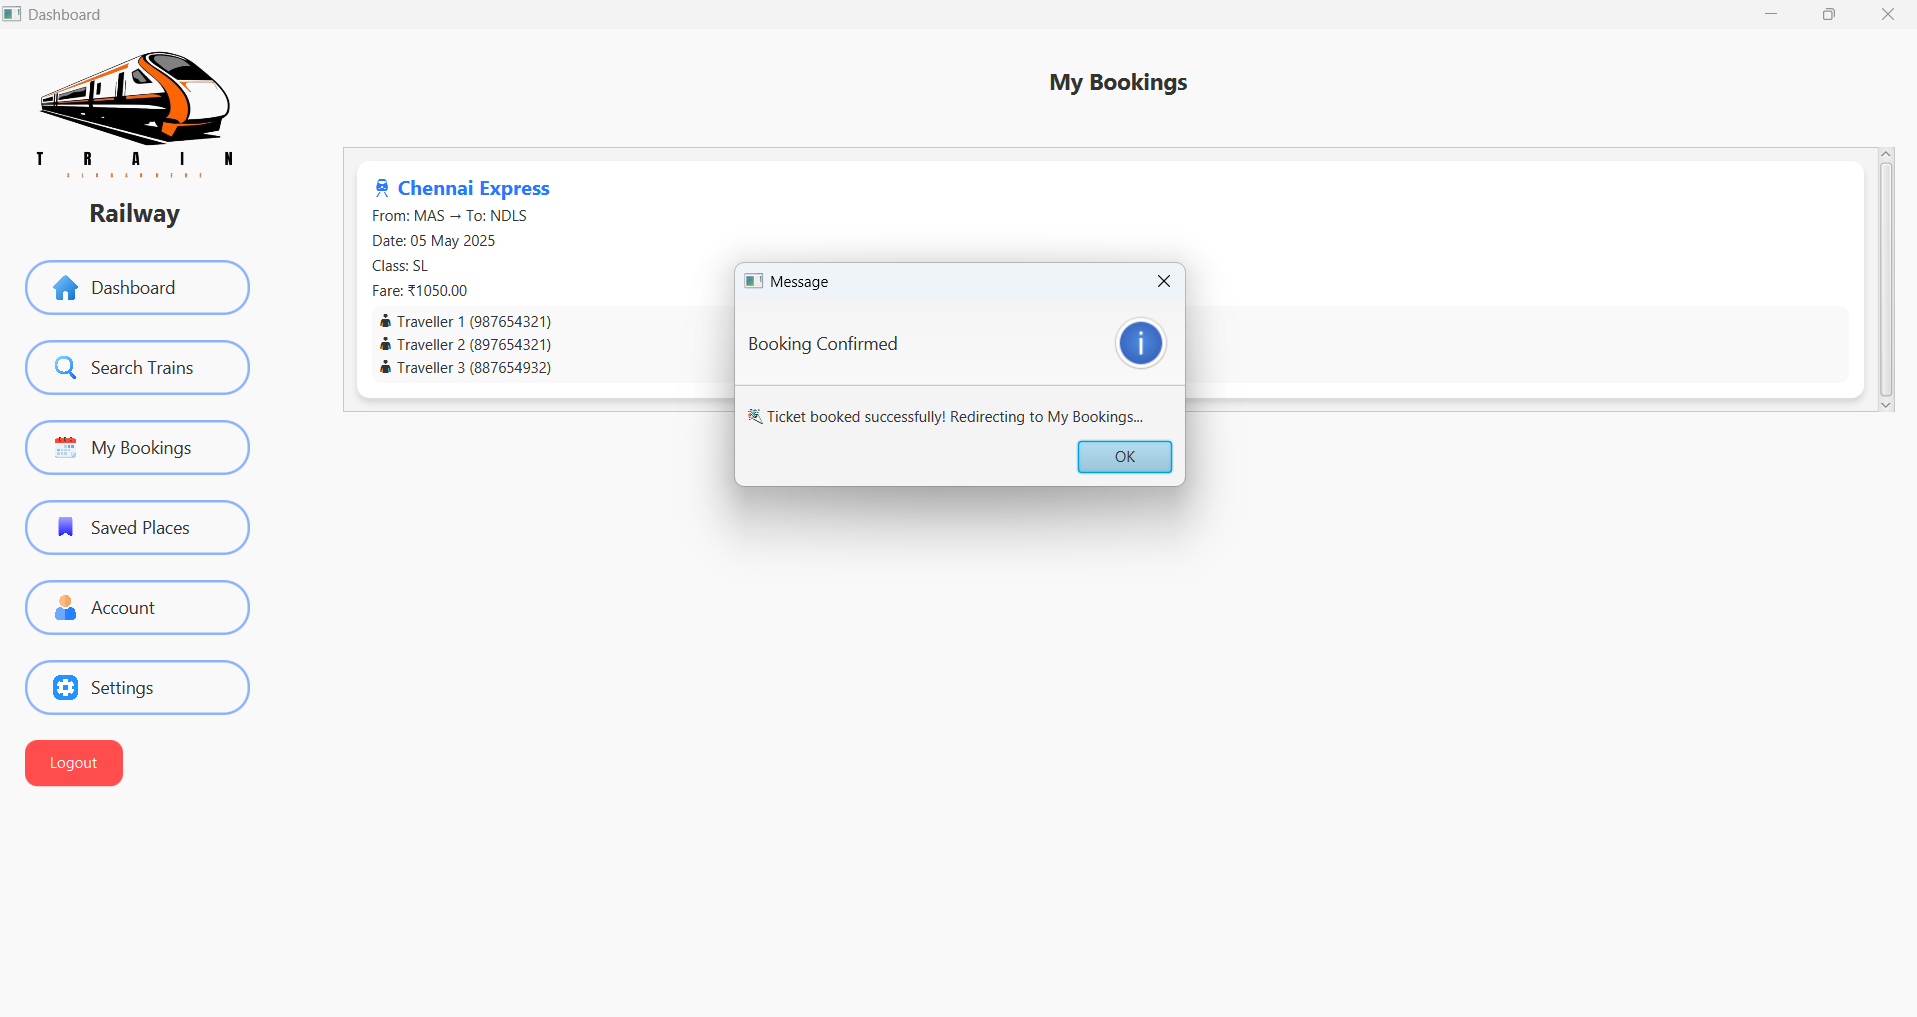 Dashboard
T R A I N
Railway
Dashboard
Search Trains
My Bookings
Saved Places
Account
Settings
Logout
My Bookings
Chennai Express
From: MAS → To: NDLS
Date: 05 May 2025
Class: SL
Fare: ₹1050.00
Traveller 1 (987654321)
Traveller 2 (897654321)
Traveller 3 (887654932)
Message
Booking Confirmed
Ticket booked successfully! Redirecting to My Bookings...
OK